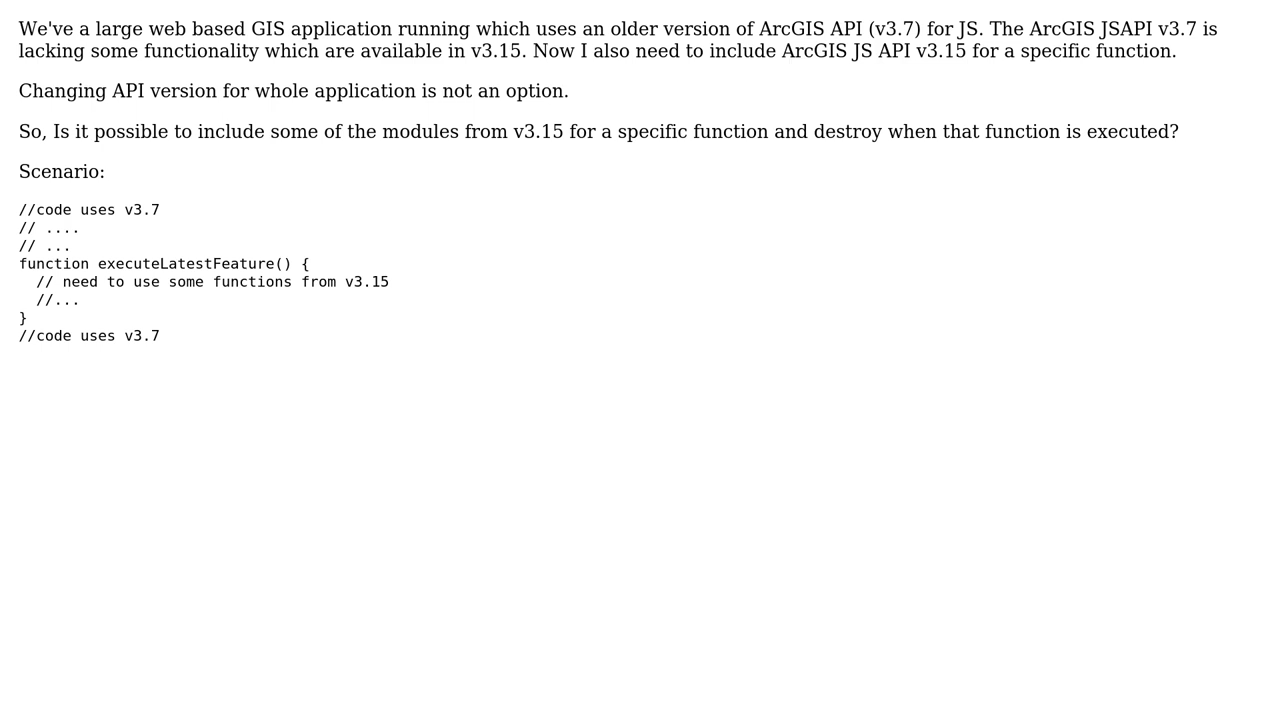 We've a large web based GIS application running which uses an older version of ArcGIS API (v3.7) for JS. The ArcGIS JSAPI v3.7 is
lacking some functionality which are available in v3.15. Now I also need to include ArcGIS JS API v3.15 for a specific function.
Changing API version for whole application is not an option.
So, Is it possible to include some of the modules from v3.15 for a specific function and destroy when that function is executed?
Scenario:
//code uses v3.7
// ....
// ...
function executeLatestFeature() {
  // need to use some functions from v3.15
  //...
}
//code uses v3.7